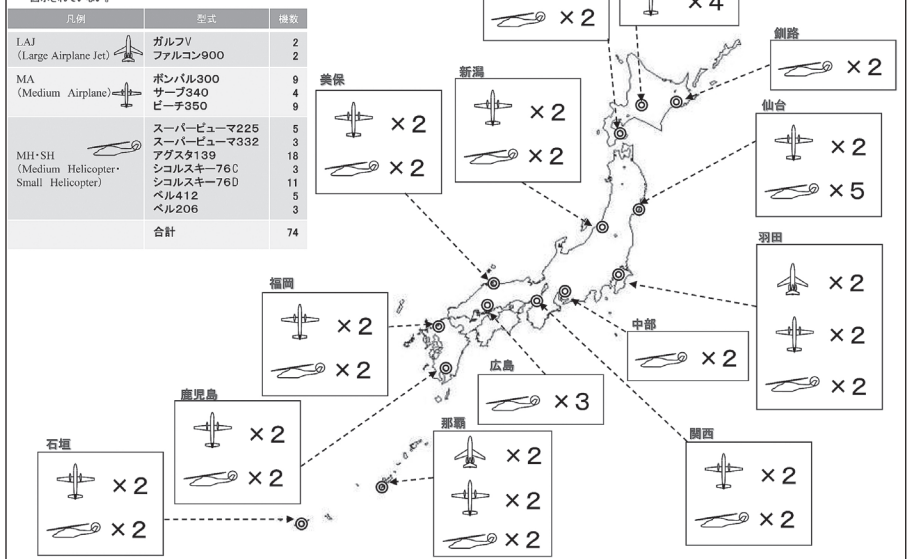 凡例 型式 機数
LAJ
(Large Airplane Jet)
ガルフV 2
ファルコン900 2
MA
(Medium Airplane)
ボンバル300 9
サーブ340 4
ビーチ350 9
MH・SH
(Medium Helicopter・
Small Helicopter)
スーパーピューマ225 5
スーパーピューマ332 3
アグスタ139 18
シコルスキー76C 3
シコルスキー76D 11
ベル412 5
ベル206 3
合計 74
×2
×4
釧路
×2
美保
×2
×2
新潟
×2
×2
仙台
×2
×5
羽田
×2
×2
×2
福岡
×2
×2
中部
×2
広島
×3
鹿児島
×2
×2
那覇
×2
×2
×2
関西
×2
×2
石垣
×2
×2